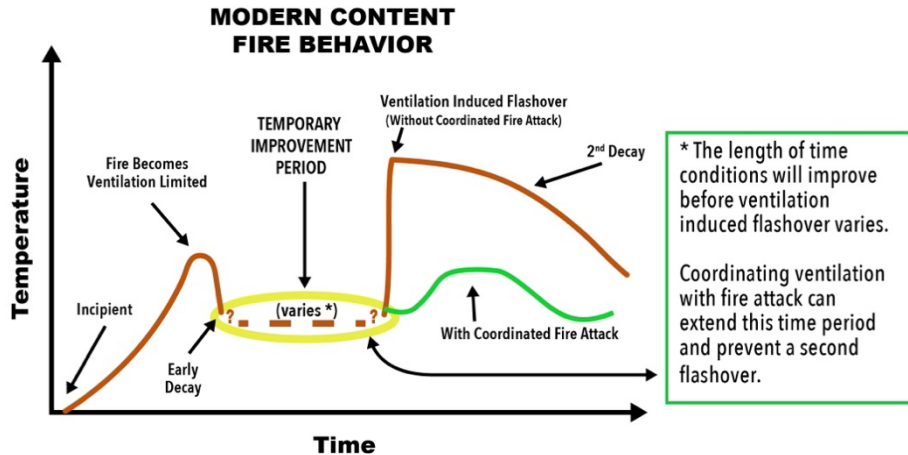 MODERN CONTENT
FIRE BEHAVIOR
Temperature
Time
Incipient
Fire Becomes
Ventilation Limited
Early
Decay
TEMPORARY
IMPROVEMENT
PERIOD
? (varies *) ?
Ventilation Induced Flashover
(Without Coordinated Fire Attack)
2nd Decay
With Coordinated Fire Attack
* The length of time
conditions will improve
before ventilation
induced flashover varies.
Coordinating ventilation
with fire attack can
extend this time period
and prevent a second
flashover.